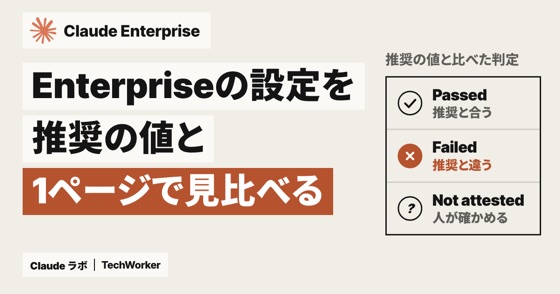 Claude Enterprise
Enterpriseの設定を
推奨の値と
1ページで見比べる
Claude ラボ | TechWorker
推奨の値と比べた判定
Passed
推奨と合う
Failed
推奨と違う
?
Not attested
人が確かめる